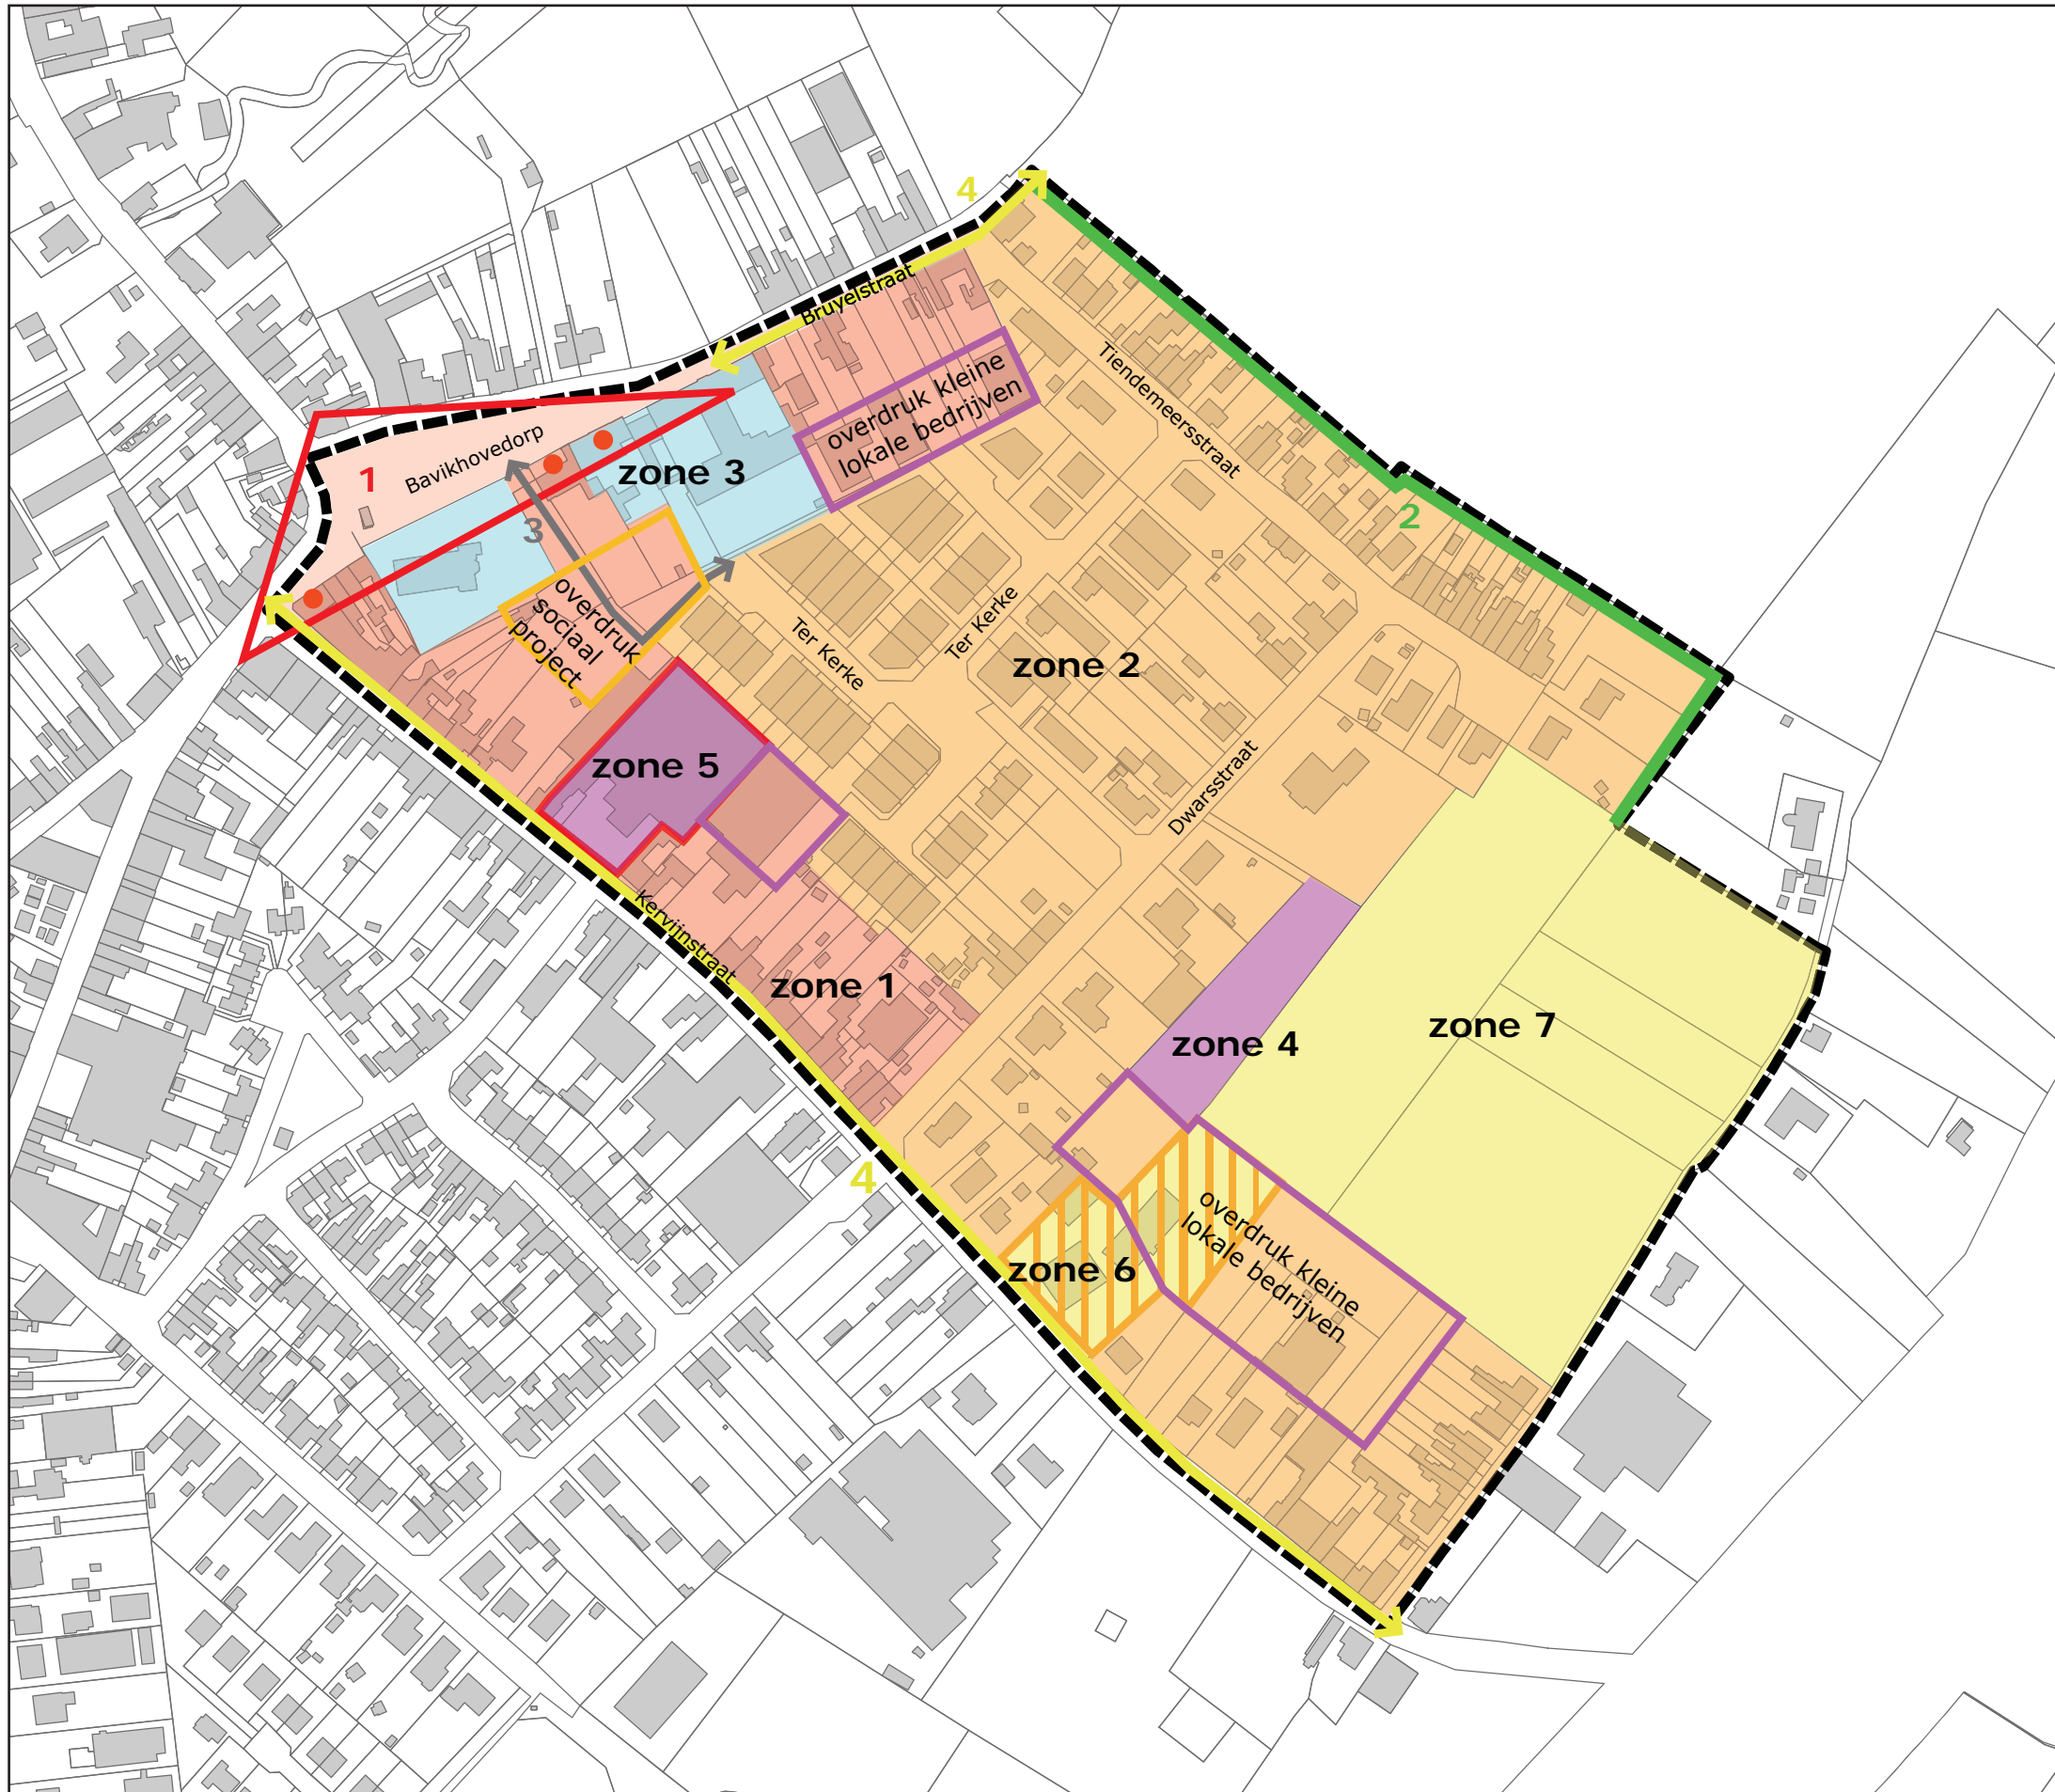 4
Bruyelstraat
Tiendemeersstraat
overdruk kleine
lokale bedrijven
Bavikhovedorp
1
zone 3
3
2
overdruk
sociaal
project
Ter Kerke
Ter Kerke
zone 2
zone 5
Dwarsstraat
Kervijnstraat
zone 1
zone 4
zone 7
4
overdruk kleine
lokale bedrijven
zone 6